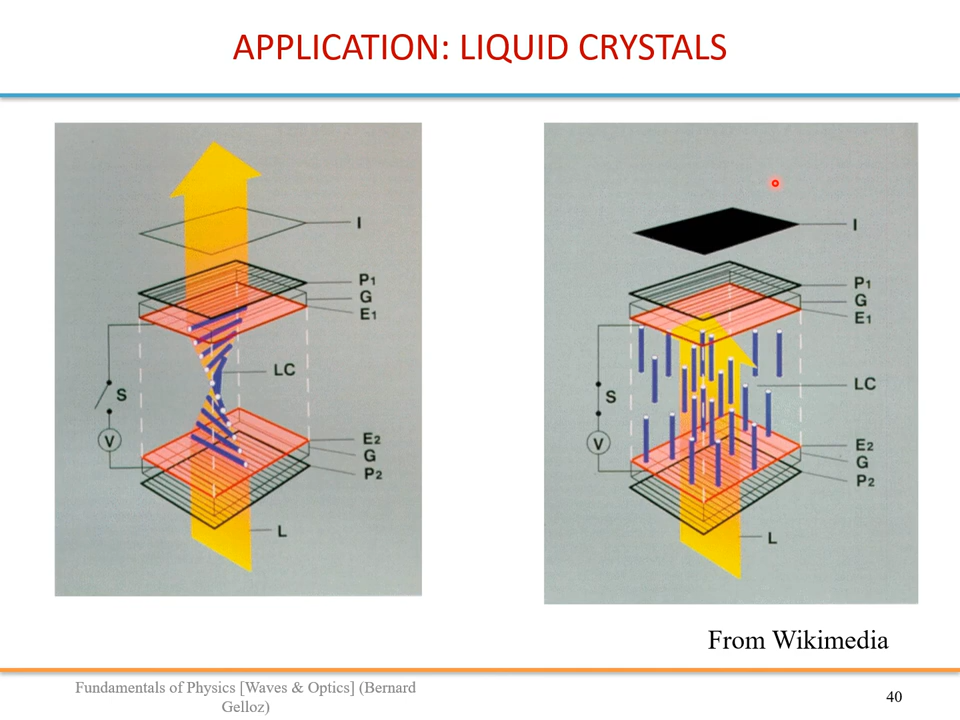 APPLICATION: LIQUID CRYSTALS
I
P1
G
E1
LC
S
V
E2
G
P2
L
I
P1
G
E1
LC
S
V
E2
G
P2
L
From Wikimedia
Fundamentals of Physics [Waves & Optics] (Bernard
Gelloz)
40